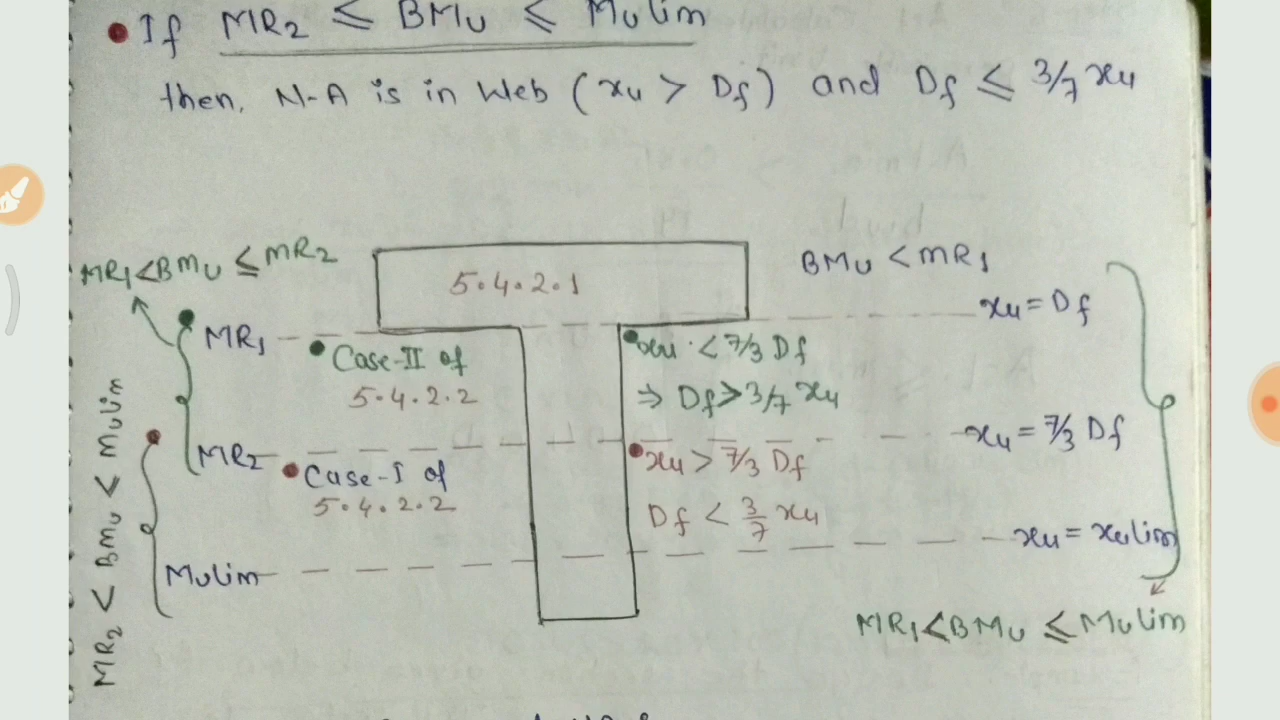 • If MR2 ≤ BMu ≤ Mulim
then, N-A is in Web (xu > Df) and Df ≤ 3/7 xu
MR1 < BMu ≤ MR2
5.4.2.1
BMu < MR1
xu = Df
MR1
• Case-II of
5.4.2.2
• xu < 7/3 Df
⇒ Df > 3/7 xu
xu = 7/3 Df
MR2
• Case-I of
5.4.2.2
• xu > 7/3 Df
Df < 3/7 xu
xu = xulim
Mulim
MR2 < BMu < Mulim
MR1 < BMu ≤ Mulim